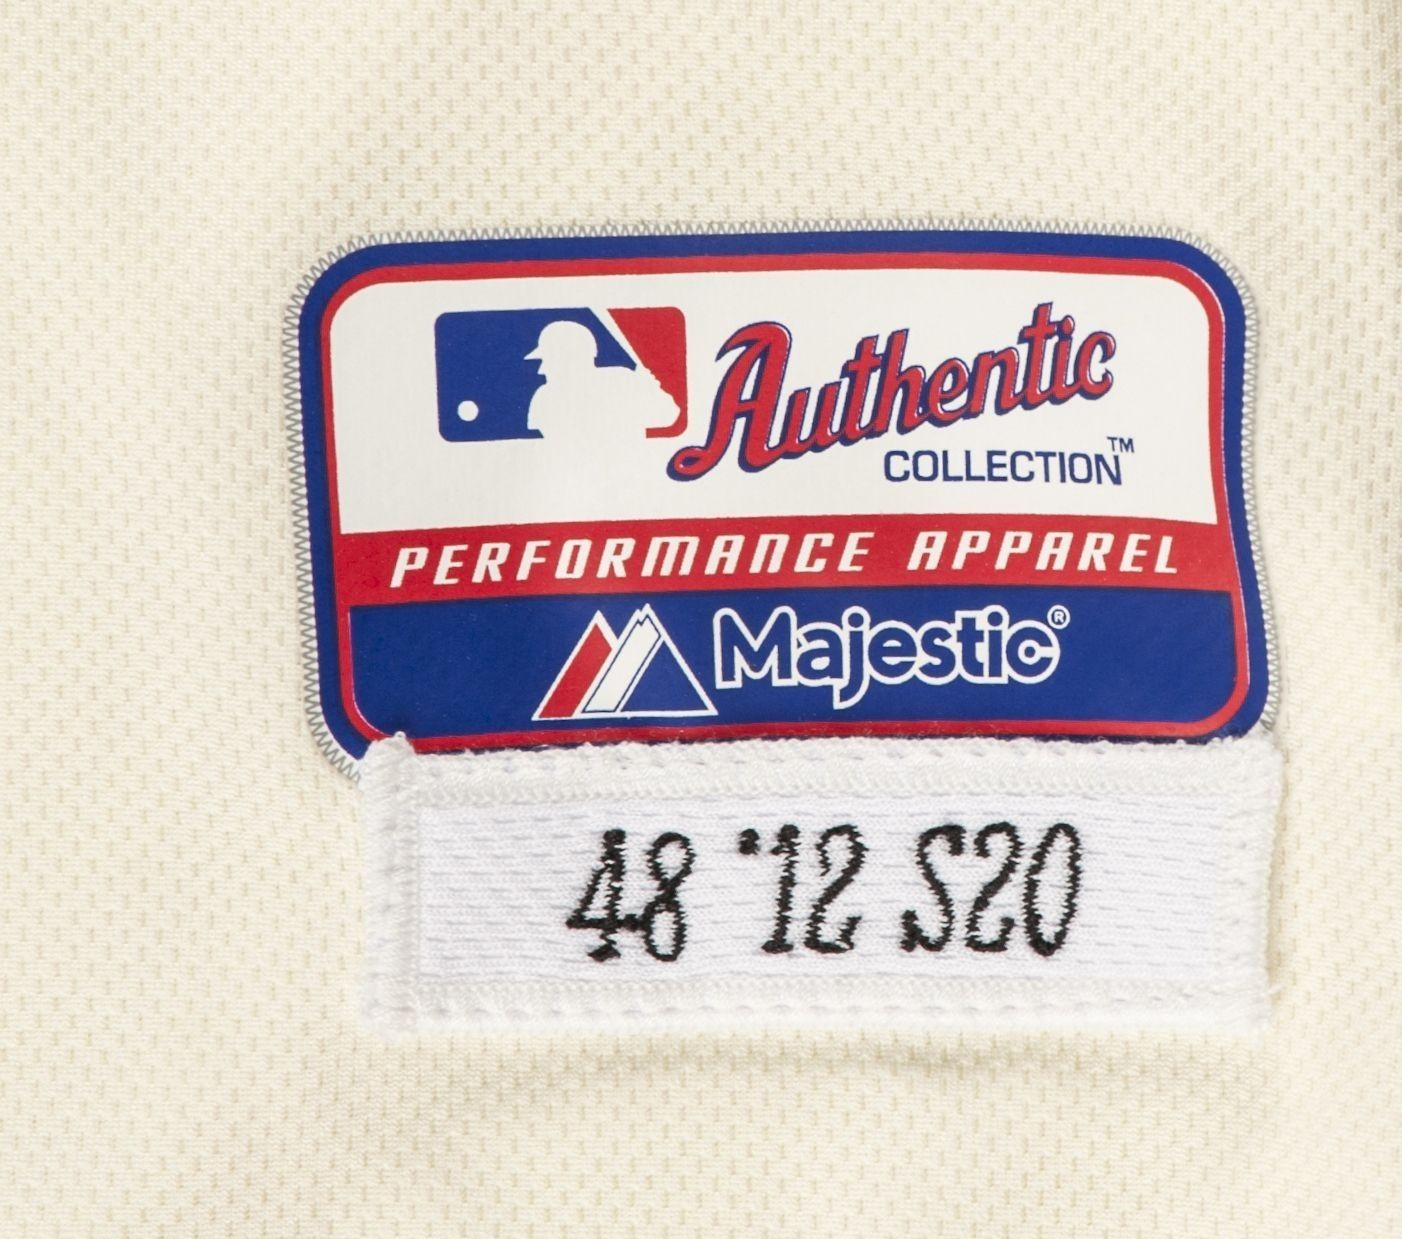 Authentic
COLLECTION™
PERFORMANCE APPAREL
Majestic®
48 '12 S20